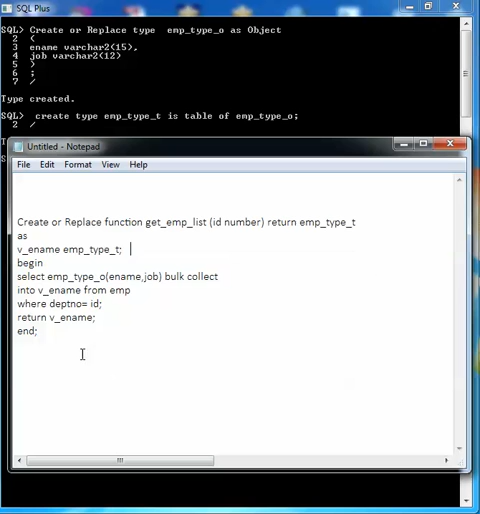 SQL Plus
SQL> Create or Replace type  emp_type_o as Object
2  (
3  ename varchar2(15),
4  job varchar2(12)
5  )
6  ;
7  /
Type created.
SQL>  create type emp_type_t is table of emp_type_o;
2  /
Untitled - Notepad
File Edit Format View Help
Create or Replace function get_emp_list (id number) return emp_type_t
as
v_ename emp_type_t;
begin
select emp_type_o(ename,job) bulk collect
into v_ename from emp
where deptno= id;
return v_ename;
end;